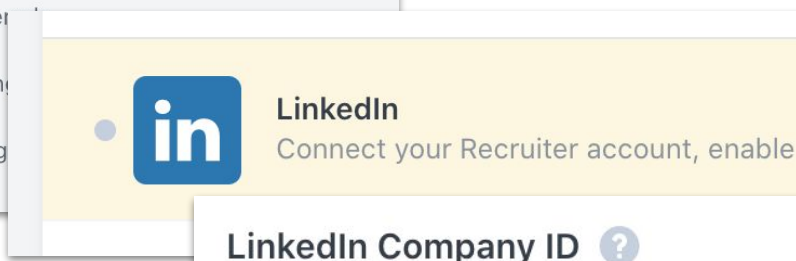 in
LinkedIn
Connect your Recruiter account, enable
LinkedIn Company ID ?